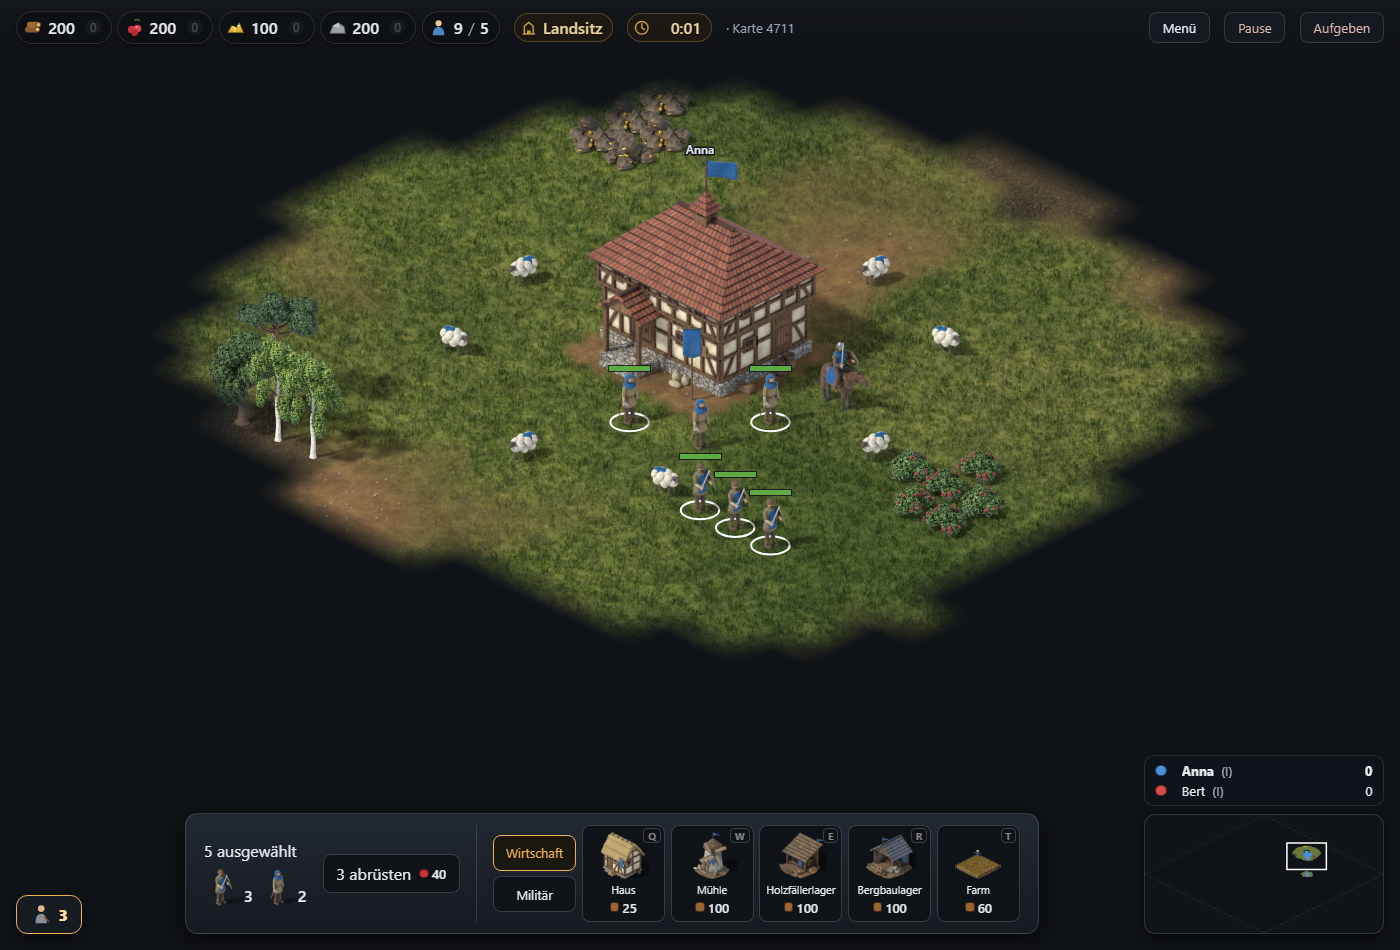 200 0 200 0 100 0 200 0 9 / 5 Landsitz 0:01 · Karte 4711 Menü Pause Aufgeben
Anna
Anna (I) 0
Bert (I) 0
5 ausgewählt
3 2
3 abrüsten 40
Wirtschaft
Militär
Q W E R T
Haus Mühle Holzfällerlager Bergbaulager Farm
25 100 100 100 60
3